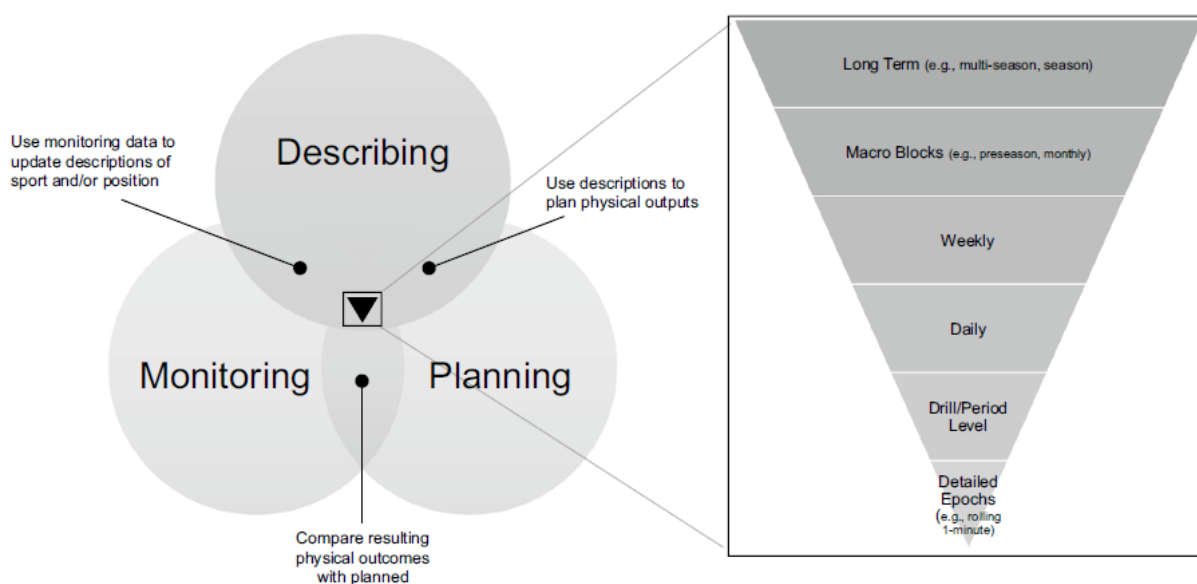 Describing
Use monitoring data to
update descriptions of
sport and/or position
Use descriptions to
plan physical outputs
Monitoring
Planning
Compare resulting
physical outcomes
with planned
Long Term (e.g., multi-season, season)
Macro Blocks (e.g., preseason, monthly)
Weekly
Daily
Drill/Period
Level
Detailed
Epochs
(e.g., rolling
1-minute)